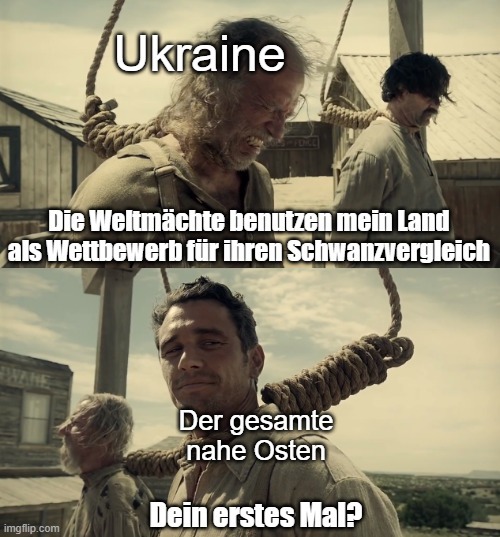 Ukraine
Die Weltmächte benutzen mein Land
als Wettbewerb für ihren Schwanzvergleich
Der gesamte
nahe Osten
Dein erstes Mal?
imgflip.com